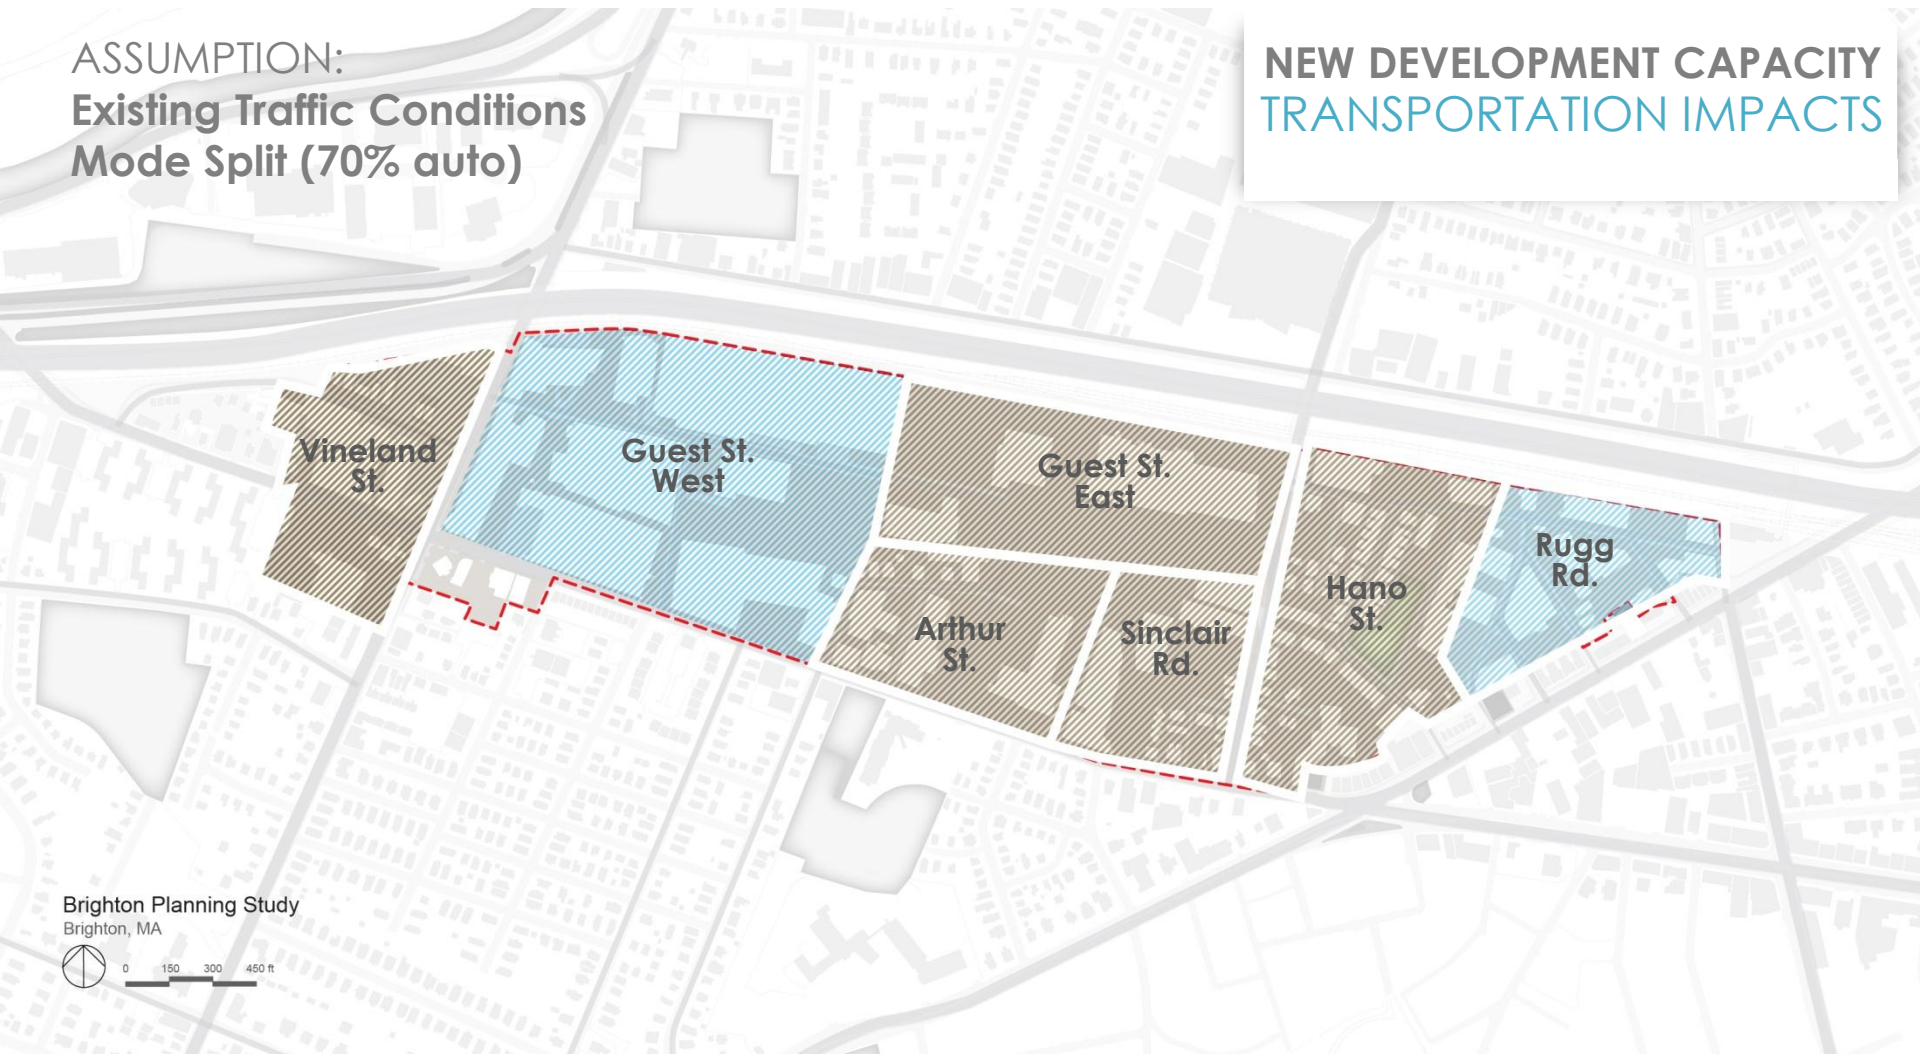 ASSUMPTION:
Existing Traffic Conditions
Mode Split (70% auto)
NEW DEVELOPMENT CAPACITY
TRANSPORTATION IMPACTS
Vineland
St.
Guest St.
West
Guest St.
East
Rugg
Rd.
Hano
St.
Arthur
St.
Sinclair
Rd.
Brighton Planning Study
Brighton, MA
0 150 300 450 ft